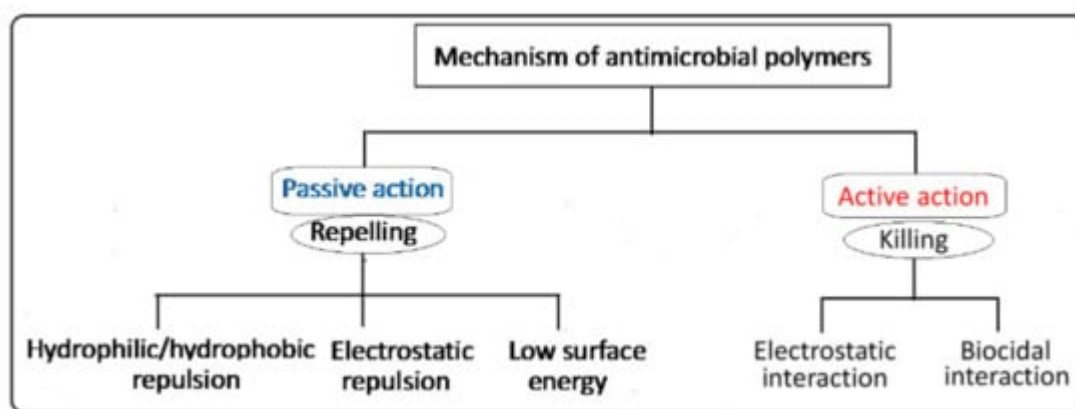 Mechanism of antimicrobial polymers
Passive action
Repelling
Active action
Killing
Hydrophilic/hydrophobic
repulsion
Electrostatic
repulsion
Low surface
energy
Electrostatic
interaction
Biocidal
interaction